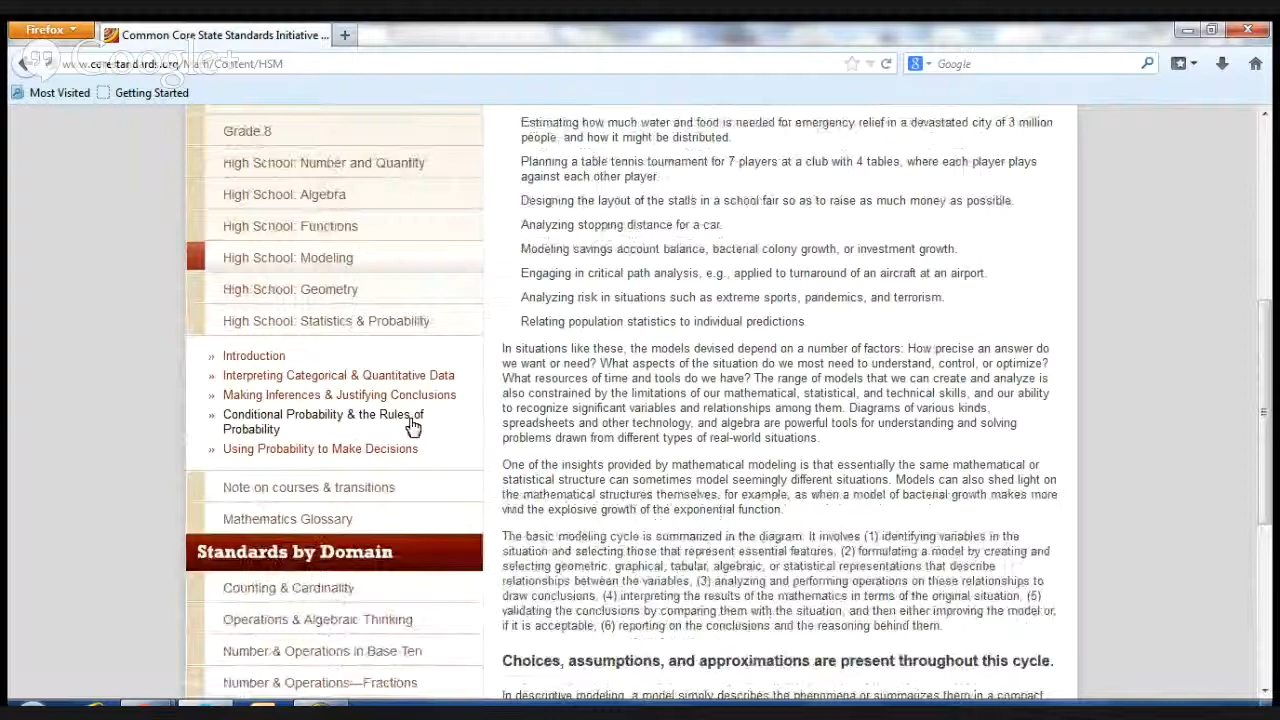 Firefox
Common Core State Standards Initiative ...
Google+
www.corestandards.org/Math/Content/HSM
Google
Most Visited
Getting Started
Grade 8
High School: Number and Quantity
High School: Algebra
High School: Functions
High School: Modeling
High School: Geometry
High School: Statistics & Probability
» Introduction
» Interpreting Categorical & Quantitative Data
» Making Inferences & Justifying Conclusions
» Conditional Probability & the Rules of
Probability
» Using Probability to Make Decisions
Note on courses & transitions
Mathematics Glossary
Standards by Domain
Counting & Cardinality
Operations & Algebraic Thinking
Number & Operations in Base Ten
Number & Operations—Fractions
Estimating how much water and food is needed for emergency relief in a devastated city of 3 million
people, and how it might be distributed.
Planning a table tennis tournament for 7 players at a club with 4 tables, where each player plays
against each other player.
Designing the layout of the stalls in a school fair so as to raise as much money as possible.
Analyzing stopping distance for a car.
Modeling savings account balance, bacterial colony growth, or investment growth.
Engaging in critical path analysis, e.g., applied to turnaround of an aircraft at an airport.
Analyzing risk in situations such as extreme sports, pandemics, and terrorism.
Relating population statistics to individual predictions
In situations like these, the models devised depend on a number of factors: How precise an answer do
we want or need? What aspects of the situation do we most need to understand, control, or optimize?
What resources of time and tools do we have? The range of models that we can create and analyze is
also constrained by the limitations of our mathematical, statistical, and technical skills, and our ability
to recognize significant variables and relationships among them. Diagrams of various kinds,
spreadsheets and other technology, and algebra are powerful tools for understanding and solving
problems drawn from different types of real-world situations.
One of the insights provided by mathematical modeling is that essentially the same mathematical or
statistical structure can sometimes model seemingly different situations. Models can also shed light on
the mathematical structures themselves, for example, as when a model of bacterial growth makes more
vivid the explosive growth of the exponential function.
The basic modeling cycle is summarized in the diagram. It involves (1) identifying variables in the
situation and selecting those that represent essential features, (2) formulating a model by creating and
selecting geometric, graphical, tabular, algebraic, or statistical representations that describe
relationships between the variables, (3) analyzing and performing operations on these relationships to
draw conclusions, (4) interpreting the results of the mathematics in terms of the original situation, (5)
validating the conclusions by comparing them with the situation, and then either improving the model or,
if it is acceptable, (6) reporting on the conclusions and the reasoning behind them.
Choices, assumptions, and approximations are present throughout this cycle.
In descriptive modeling, a model simply describes the phenomena or summarizes them in a compact